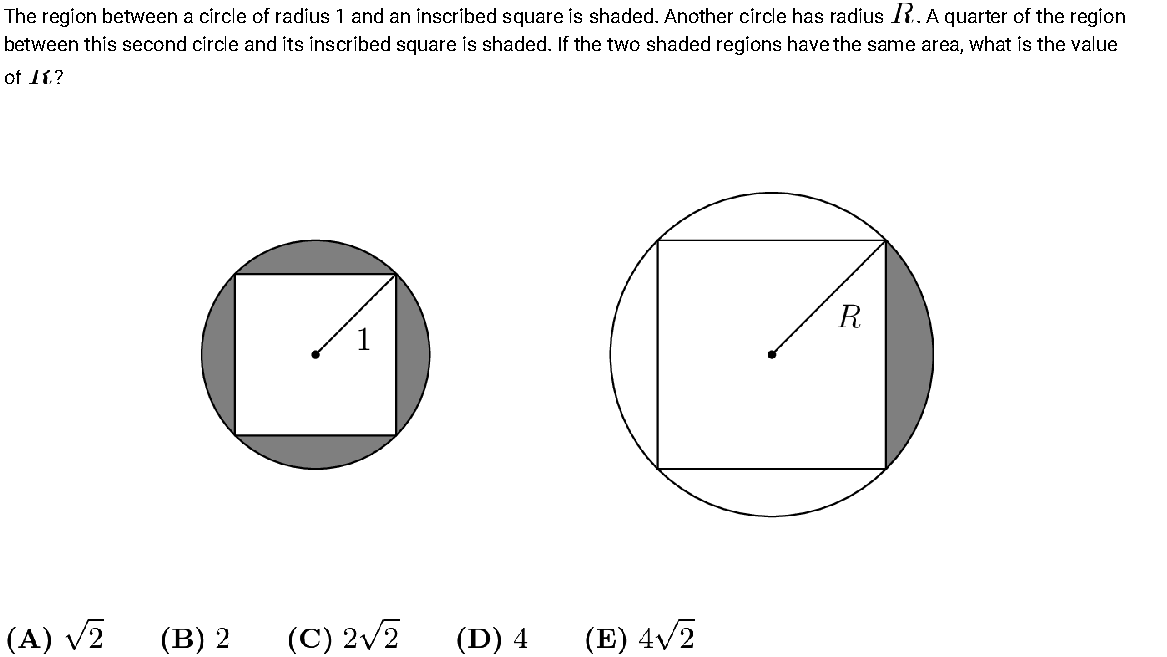 The region between a circle of radius 1 and an inscribed square is shaded. Another circle has radius R. A quarter of the region
between this second circle and its inscribed square is shaded. If the two shaded regions have the same area, what is the value
of R?
1
R
(A) √2 (B) 2 (C) 2√2 (D) 4 (E) 4√2